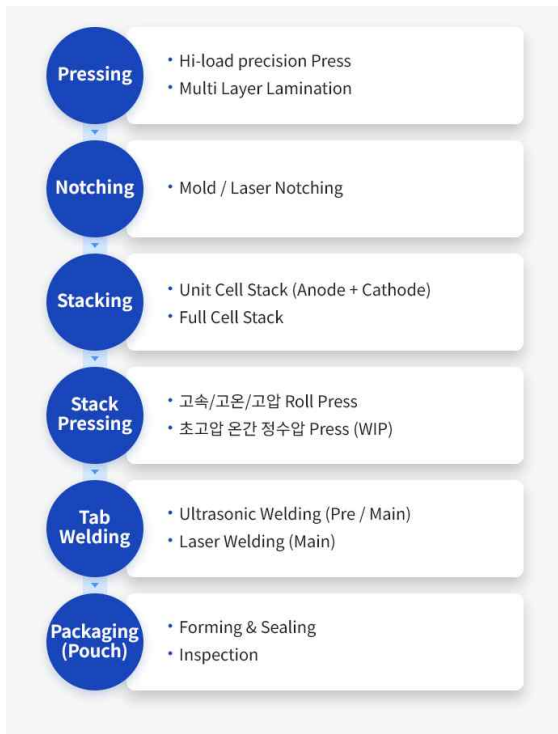 Pressing
• Hi-load precision Press
• Multi Layer Lamination
Notching
• Mold / Laser Notching
Stacking
• Unit Cell Stack (Anode + Cathode)
• Full Cell Stack
Stack
Pressing
• 고속/고온/고압 Roll Press
• 초고압 온간 정수압 Press (WIP)
Tab
Welding
• Ultrasonic Welding (Pre / Main)
• Laser Welding (Main)
Packaging
(Pouch)
• Forming & Sealing
• Inspection